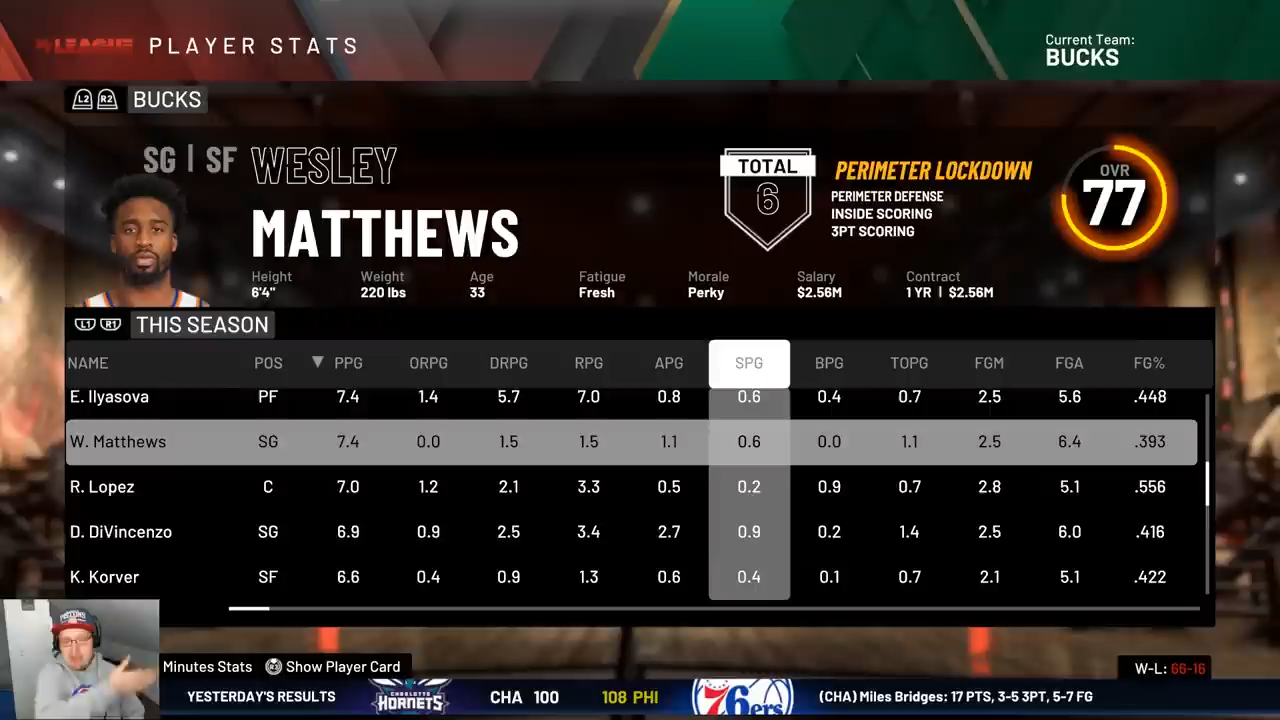 LEAGUE PLAYER STATS
Current Team:
BUCKS
L2 R2 BUCKS
SG | SF WESLEY
MATTHEWS
TOTAL
6
PERIMETER LOCKDOWN
PERIMETER DEFENSE
INSIDE SCORING
3PT SCORING
OVR
77
Height Weight Age Fatigue Morale Salary Contract
6'4" 220 lbs 33 Fresh Perky $2.56M 1 YR | $2.56M
L1 R1 THIS SEASON
NAME POS ▼ PPG ORPG DRPG RPG APG SPG BPG TOPG FGM FGA FG%
E. Ilyasova PF 7.4 1.4 5.7 7.0 0.8 0.6 0.4 0.7 2.5 5.6 .448
W. Matthews SG 7.4 0.0 1.5 1.5 1.1 0.6 0.0 1.1 2.5 6.4 .393
R. Lopez C 7.0 1.2 2.1 3.3 0.5 0.2 0.9 0.7 2.8 5.1 .556
D. DiVincenzo SG 6.9 0.9 2.5 3.4 2.7 0.9 0.2 1.4 2.5 6.0 .416
K. Korver SF 6.6 0.4 0.9 1.3 0.6 0.4 0.1 0.7 2.1 5.1 .422
Minutes Stats R3 Show Player Card
W-L: 66-16
YESTERDAY'S RESULTS CHARLOTTE HORNETS CHA 100 108 PHI 76ers (CHA) Miles Bridges: 17 PTS, 3-5 3PT, 5-7 FG